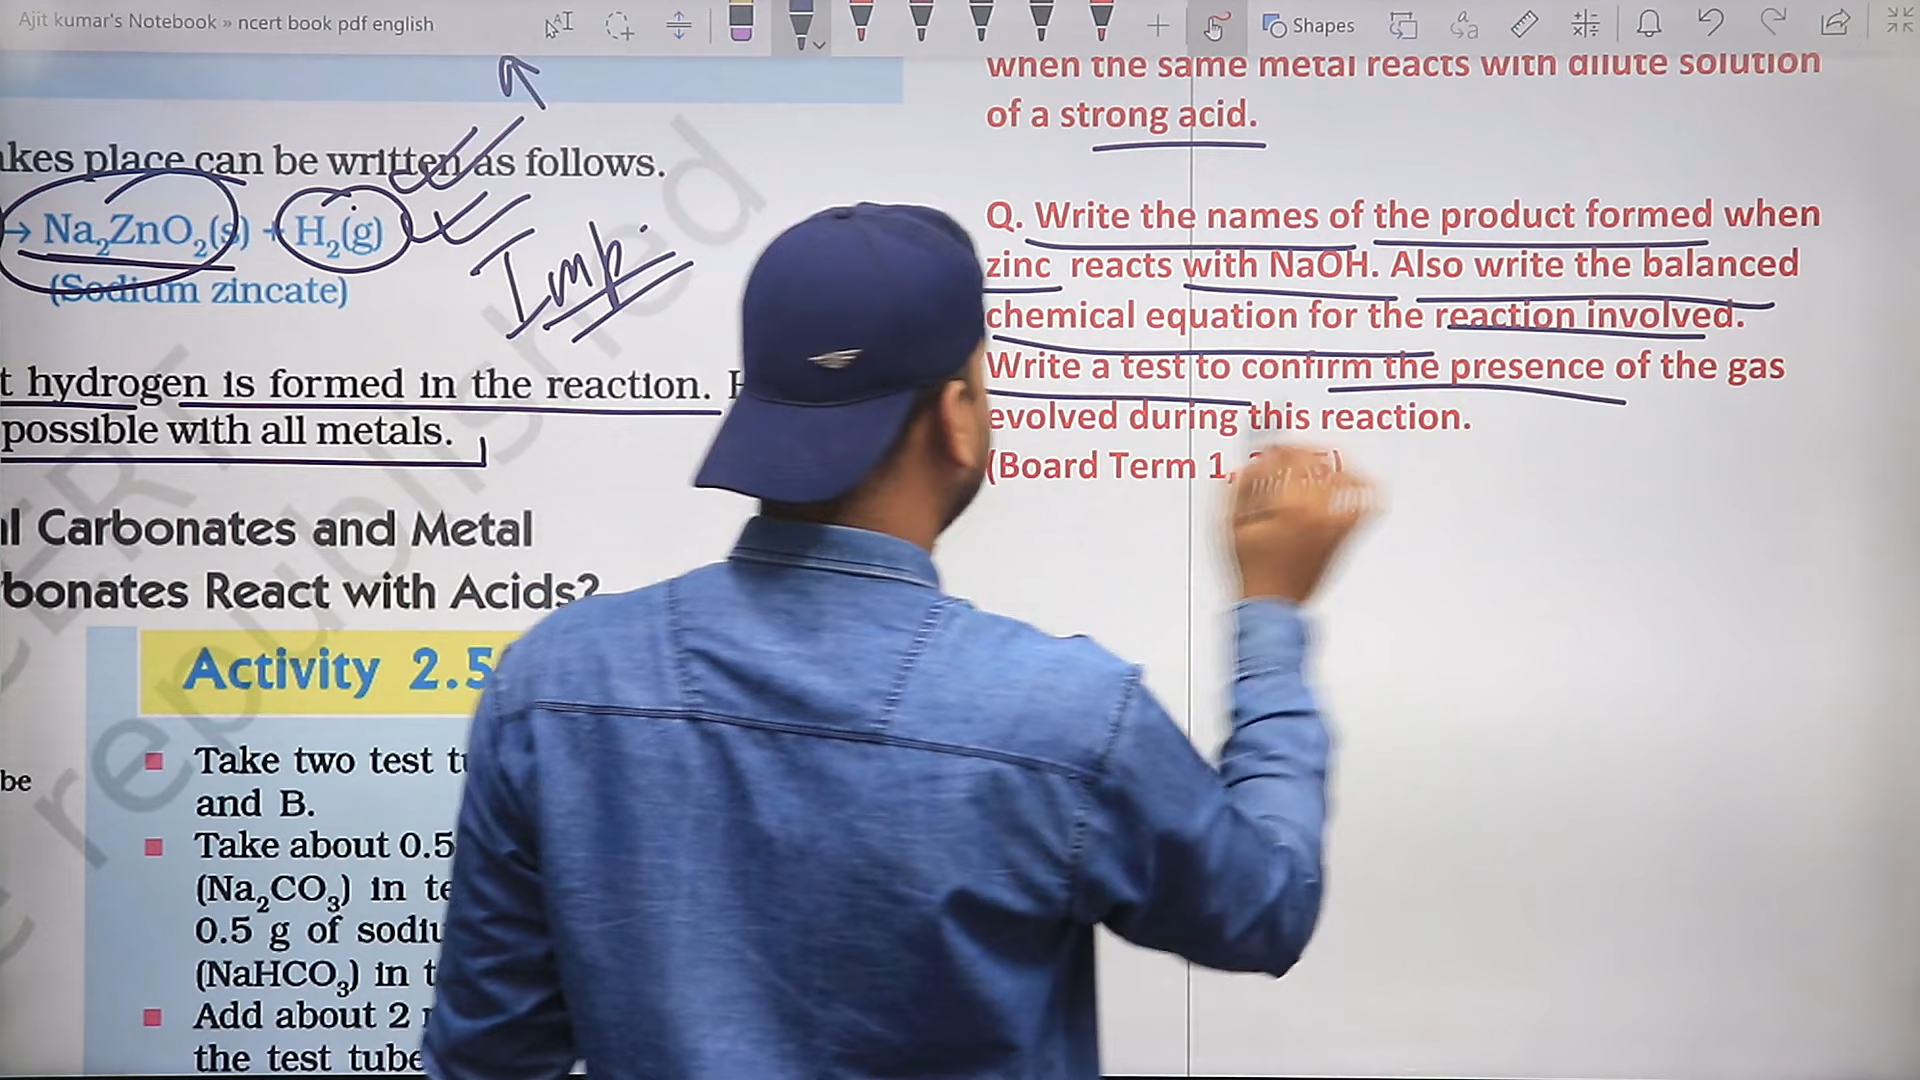 Ajit kumar's Notebook » ncert book pdf english
Shapes
akes place can be written as follows.
→ Na₂ZnO₂(s) + H₂(g)
(Sodium zincate)
Imp.
t hydrogen is formed in the reaction.
possible with all metals.
l Carbonates and Metal
bonates React with Acids?
Activity 2.5
Take two test t
and B.
Take about 0.5
(Na₂CO₃) in te
0.5 g of sodiu
(NaHCO₃) in t
Add about 2
the test tube
be
when the same metal reacts with dilute solution
of a strong acid.
Q. Write the names of the product formed when
zinc reacts with NaOH. Also write the balanced
chemical equation for the reaction involved.
Write a test to confirm the presence of the gas
evolved during this reaction.
(Board Term 1,